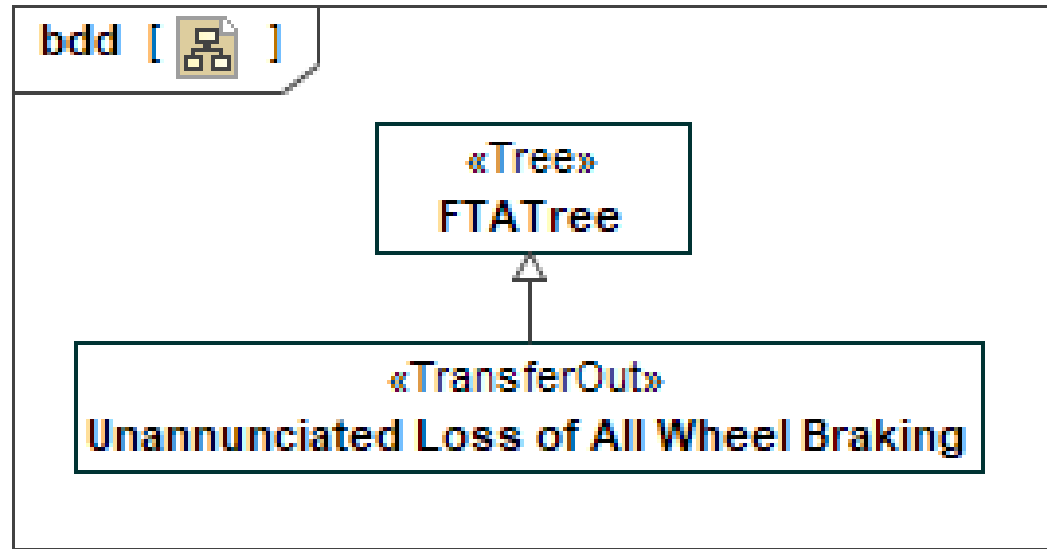 bdd [ ]
«Tree»
FTATree
«TransferOut»
Unannunciated Loss of All Wheel Braking